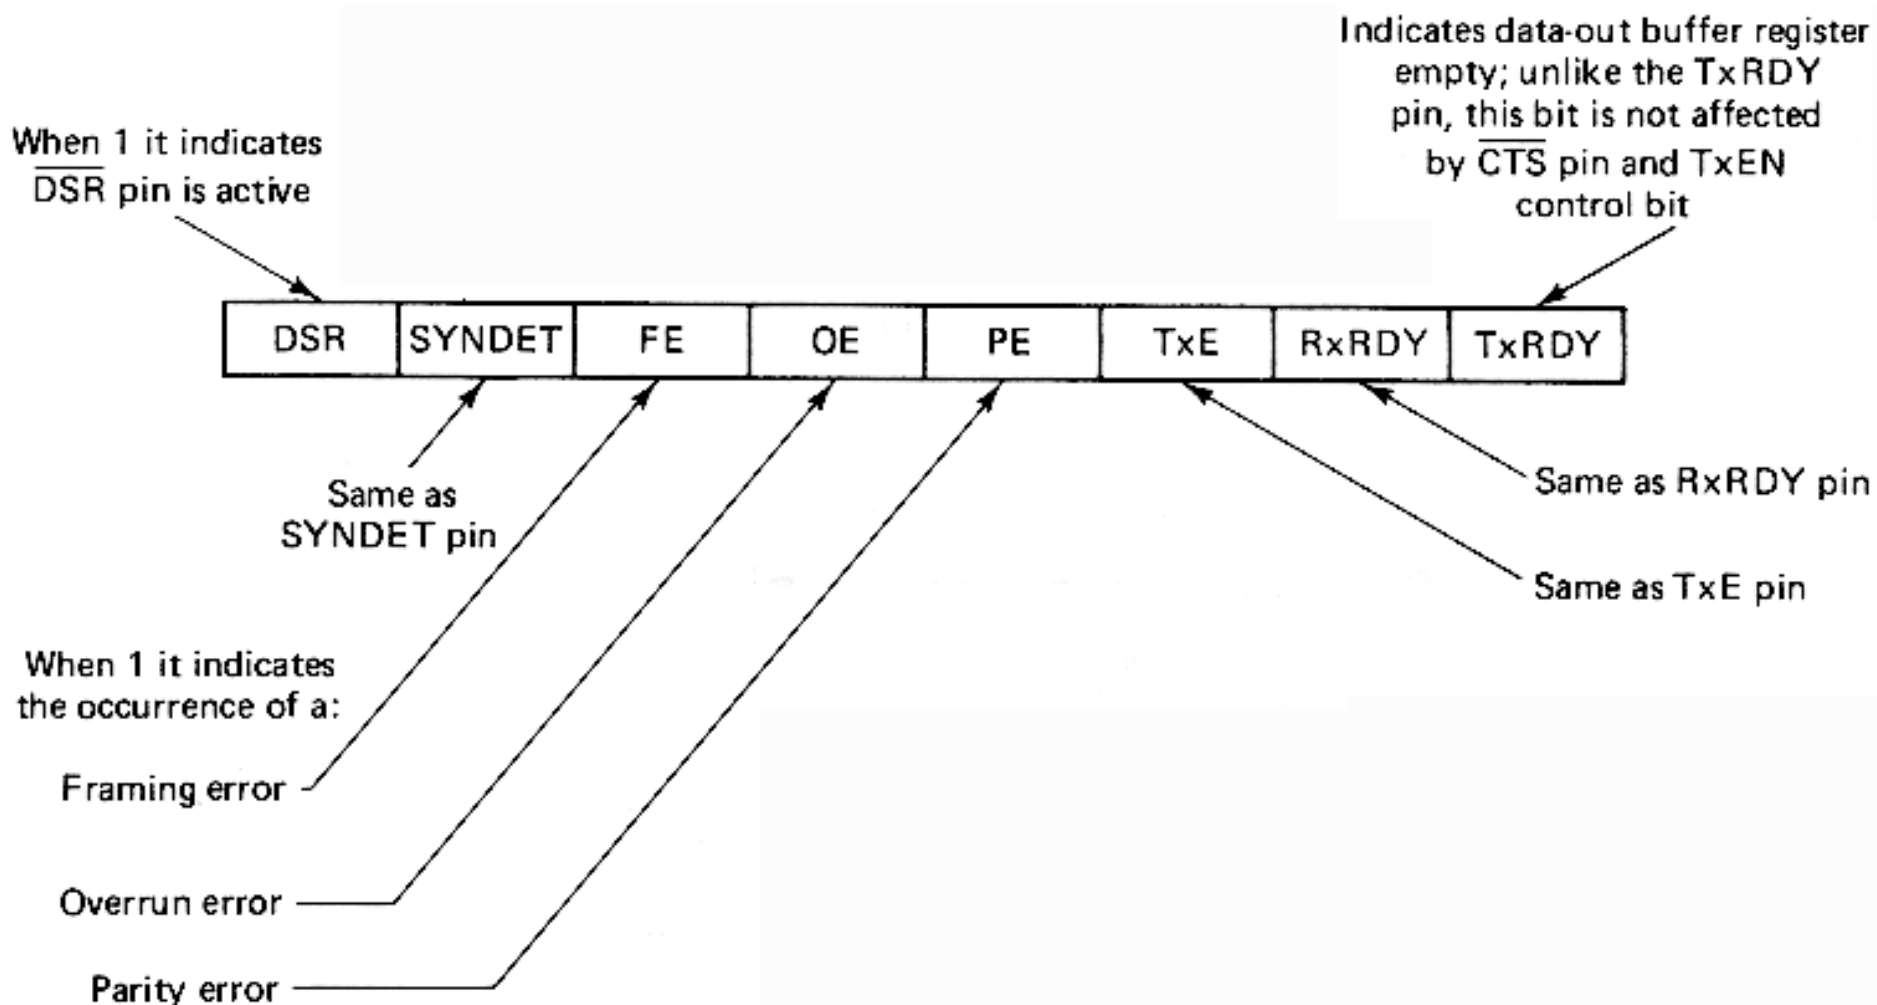 Indicates data-out buffer register
empty; unlike the TxRDY
pin, this bit is not affected
by CTS pin and TxEN
control bit
When 1 it indicates
DSR pin is active
DSR SYNDET FE OE PE TxE RxRDY TxRDY
Same as
SYNDET pin
Same as RxRDY pin
Same as TxE pin
When 1 it indicates
the occurrence of a:
Framing error
Overrun error
Parity error